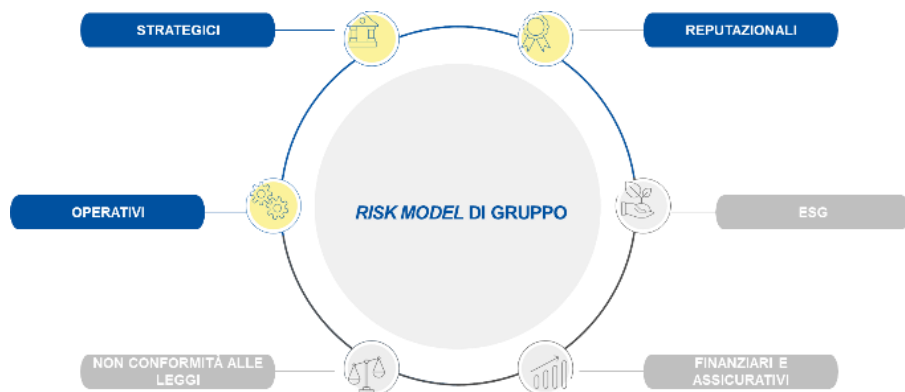 STRATEGICI
REPUTAZIONALI
OPERATIVI
RISK MODEL DI GRUPPO
ESG
NON CONFORMITÀ ALLE
LEGGI
FINANZIARI E
ASSICURATIVI